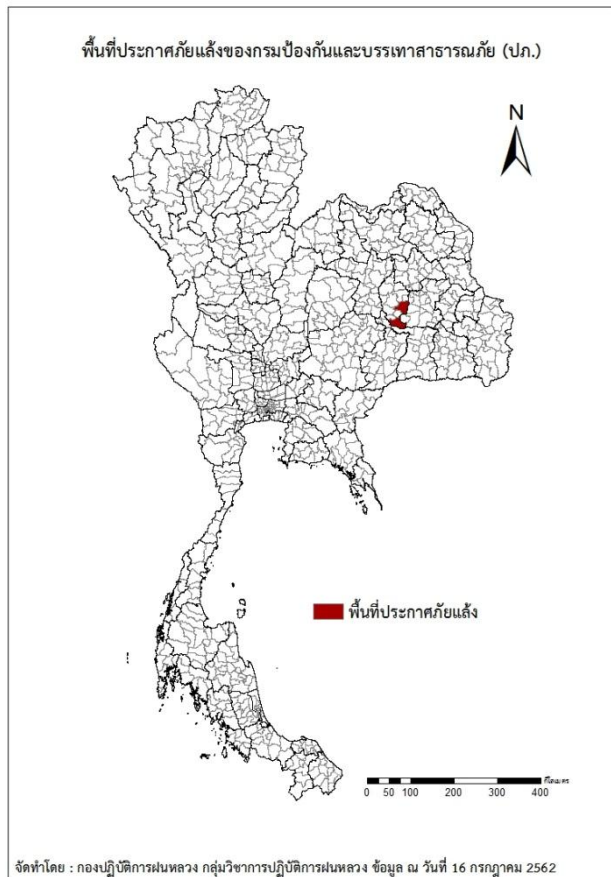 พื้นที่ประกาศภัยแล้งของกรมป้องกันและบรรเทาสาธารณภัย (ปภ.)
N
พื้นที่ประกาศภัยแล้ง
กิโลเมตร
0 25 50 100 200 300 400
จัดทำโดย : กองปฏิบัติการฝนหลวง กลุ่มวิชาการปฏิบัติการฝนหลวง ข้อมูล ณ วันที่ 16 กรกฎาคม 2562